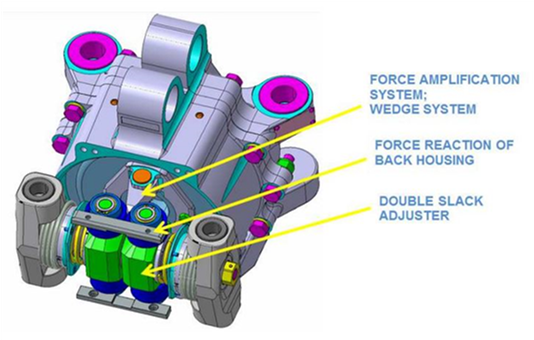 FORCE AMPLIFICATION
SYSTEM;
WEDGE SYSTEM
FORCE REACTION OF
BACK HOUSING
DOUBLE SLACK
ADJUSTER